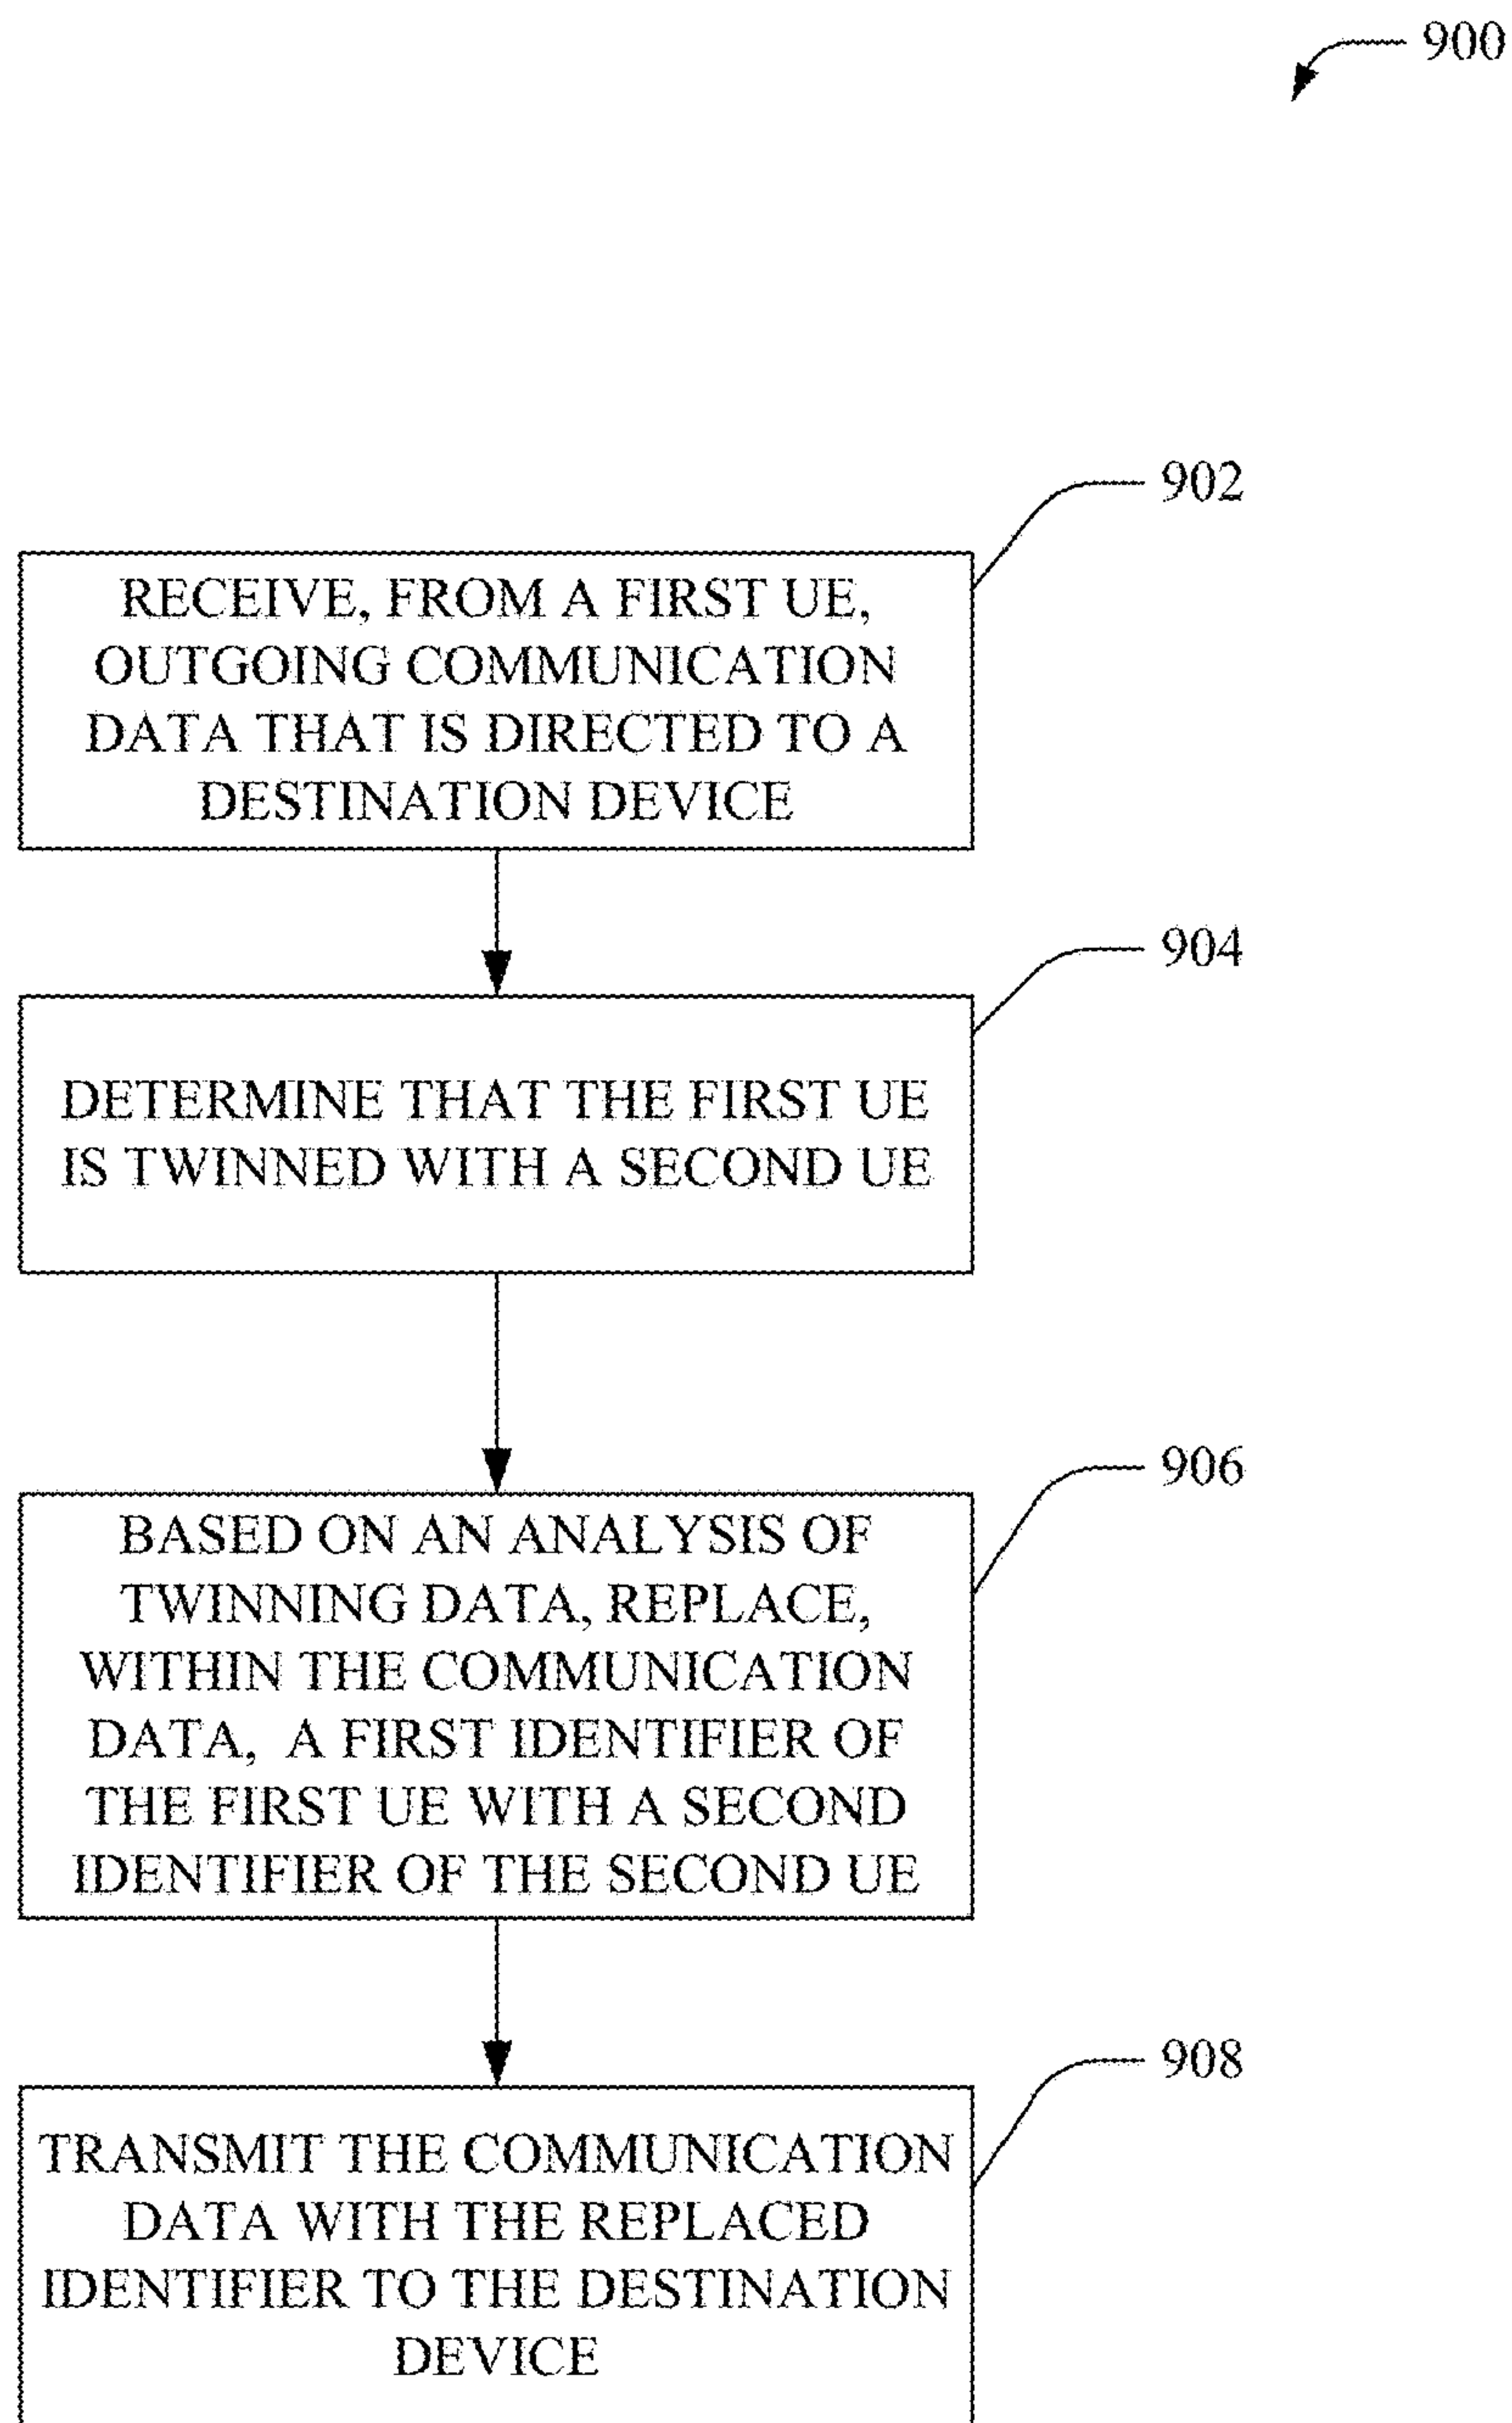 900
902
RECEIVE, FROM A FIRST UE,
OUTGOING COMMUNICATION
DATA THAT IS DIRECTED TO A
DESTINATION DEVICE
904
DETERMINE THAT THE FIRST UE
IS TWINNED WITH A SECOND UE
906
BASED ON AN ANALYSIS OF
TWINNING DATA, REPLACE,
WITHIN THE COMMUNICATION
DATA, A FIRST IDENTIFIER OF
THE FIRST UE WITH A SECOND
IDENTIFIER OF THE SECOND UE
908
TRANSMIT THE COMMUNICATION
DATA WITH THE REPLACED
IDENTIFIER TO THE DESTINATION
DEVICE